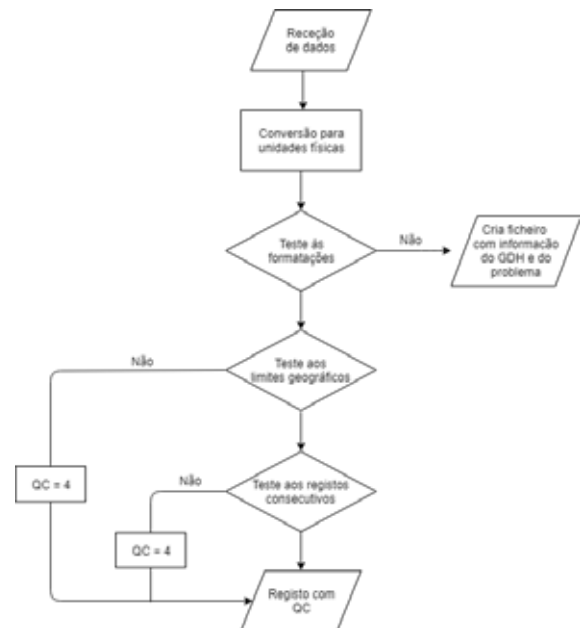 Receção
de dados
Conversão para
unidades físicas
Teste ás
formatações
Não
Cria ficheiro
com informacão
do GDH e do
problema
Não
Teste aos
limites geográficos
QC = 4
Não
Teste aos registos
consecutivos
QC = 4
Registo com
QC